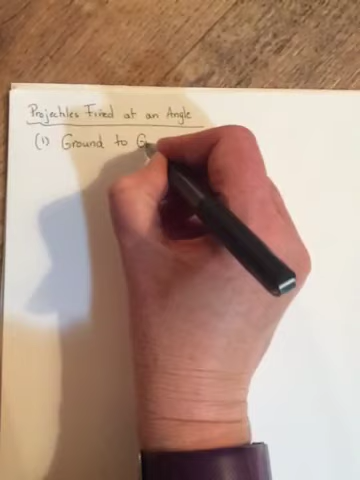 Projectiles Fired at an Angle
(1) Ground to G